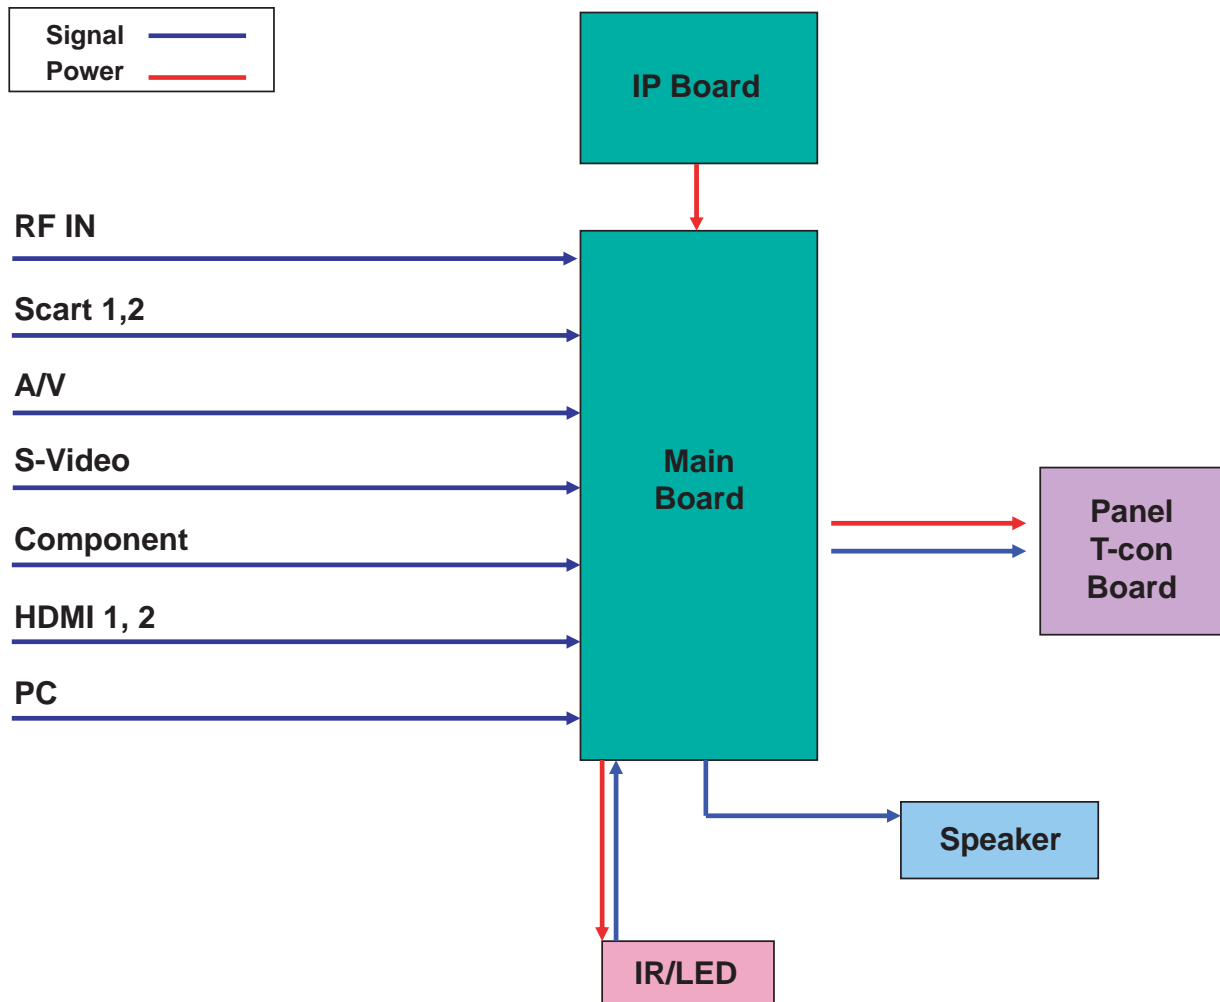 Signal
Power
IP Board
RF IN
Scart 1,2
A/V
S-Video
Component
HDMI 1, 2
PC
Main
Board
Panel
T-con
Board
Speaker
IR/LED